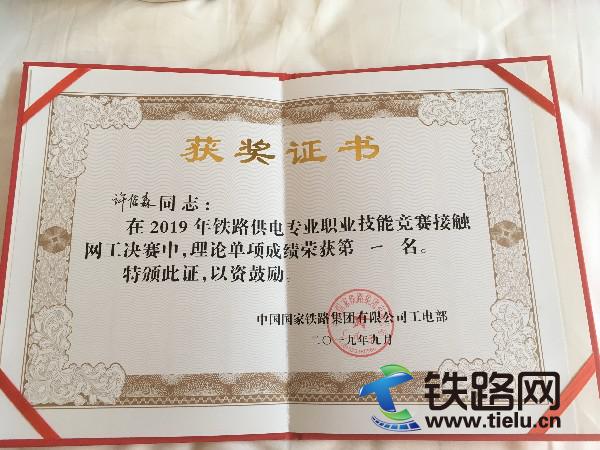 获奖证书
许信森同志：
在2019年铁路供电专业职业技能竞赛接触
网工决赛中，理论单项成绩荣获第一名。
特颁此证，以资鼓励。
中国国家铁路集团有限公司工电部
二〇一九年九月
铁路网
www.tielu.cn